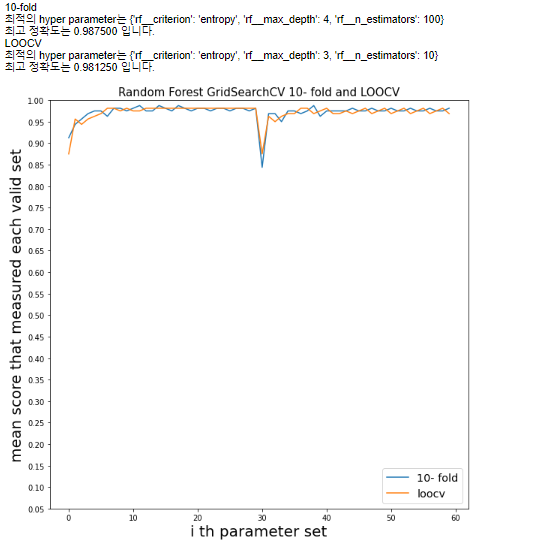 10-fold
최적의 hyper parameter는 {'rf__criterion': 'entropy', 'rf__max_depth': 4, 'rf__n_estimators': 100}
최고 정확도는 0.987500 입니다.
LOOCV
최적의 hyper parameter는 {'rf__criterion': 'entropy', 'rf__max_depth': 3, 'rf__n_estimators': 10}
최고 정확도는 0.981250 입니다.
Random Forest GridSearchCV 10- fold and LOOCV
mean score that measured each valid set
1.00
0.95
0.90
0.85
0.80
0.75
0.70
0.65
0.60
0.55
0.50
0.45
0.40
0.35
0.30
0.25
0.20
0.15
0.10
0.05
10- fold
loocv
0 10 20 30 40 50 60
i th parameter set